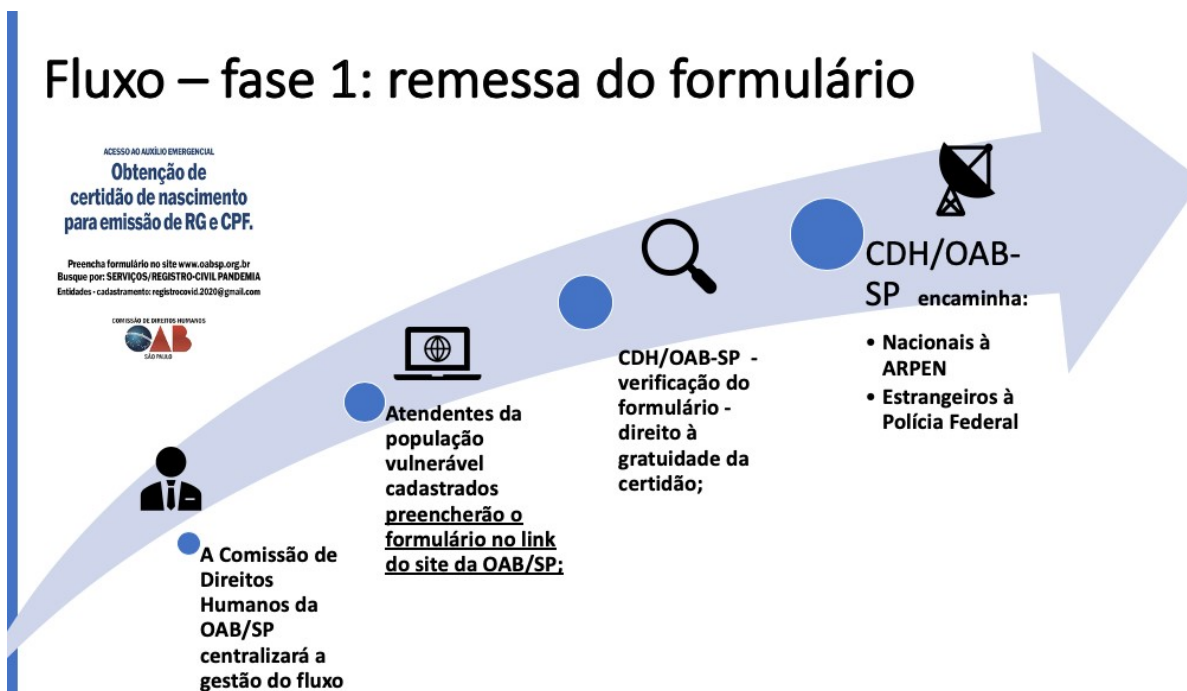 Fluxo – fase 1: remessa do formulário
ACESSO AO AUXÍLIO EMERGENCIAL
Obtenção de
certidão de nascimento
para emissão de RG e CPF.
Preencha formulário no site www.oabsp.org.br
Busque por: SERVIÇOS/REGISTRO-CIVIL PANDEMIA
Entidades - cadastramento: registrocovid.2020@gmail.com
COMISSÃO DE DIREITOS HUMANOS
OAB
SÃO PAULO
A Comissão de
Direitos
Humanos da
OAB/SP
centralizará a
gestão do fluxo
Atendentes da
população
vulnerável
cadastrados
preencherão o
formulário no link
do site da OAB/SP;
CDH/OAB-SP -
verificação do
formulário -
direito à
gratuidade da
certidão;
CDH/OAB-
SP encaminha:
• Nacionais à
ARPEN
• Estrangeiros à
Polícia Federal